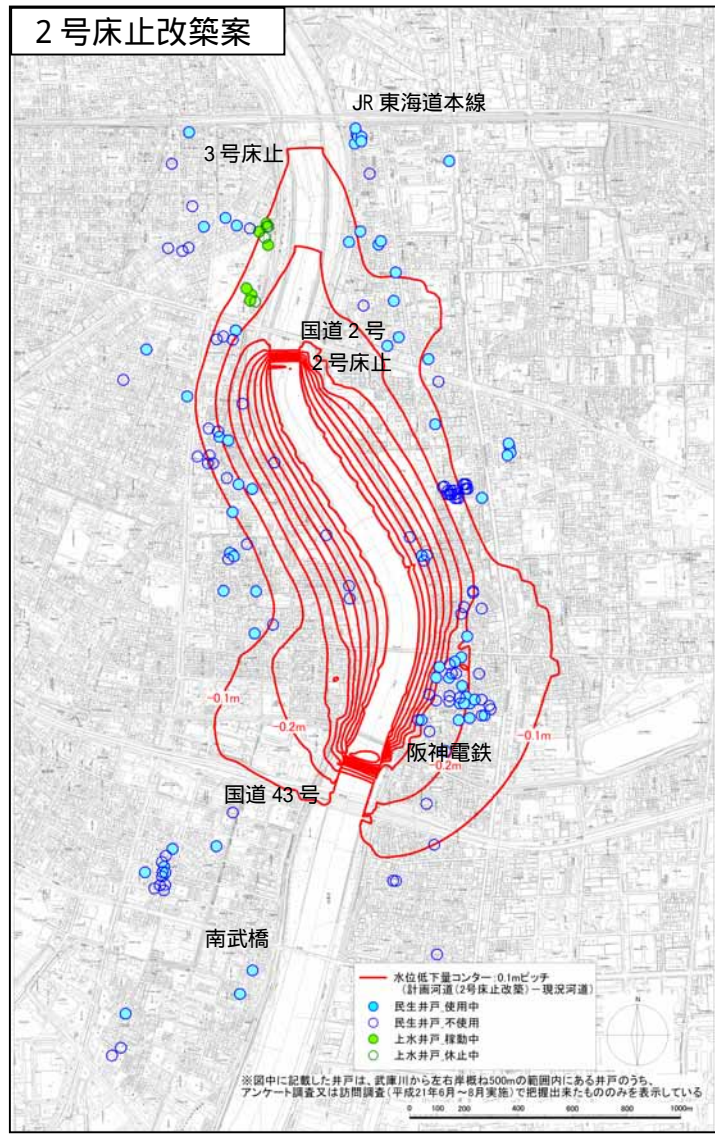 2号床止改築案
JR東海道本線
3号床止
国道2号
2号床止
-0.1m
-0.2m
-0.1m
-0.2m
阪神電鉄
国道43号
南武橋
水位低下量コンター:0.1mピッチ
(計画河道(2号床止改築)-現況河道)
民生井戸_使用中
民生井戸_不使用
上水井戸_稼動中
上水井戸_休止中
N
※図中に記載した井戸は、武庫川から左右岸概ね500mの範囲内にある井戸のうち、
アンケート調査又は訪問調査(平成21年6月~8月実施)で把握出来たもののみを表示している
0 100 200 400 600 800 1000m